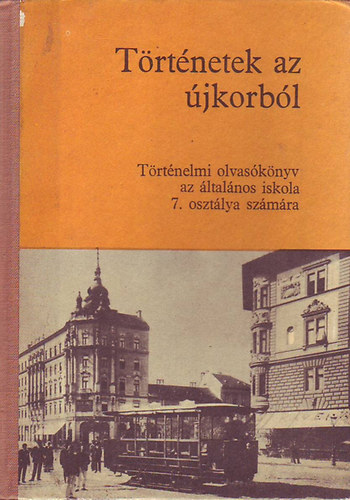 Történetek az
újkorból
Történelmi olvasókönyv
az általános iskola
7. osztálya számára